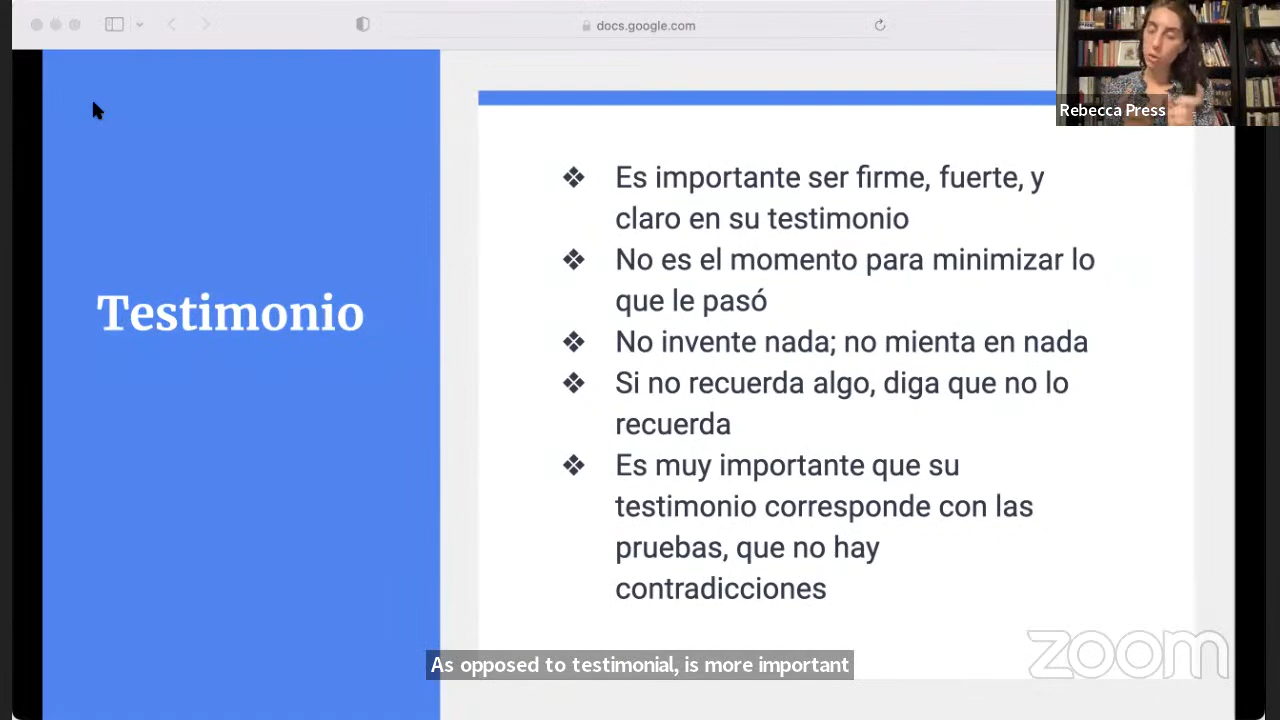 docs.google.com
Rebecca Press
Testimonio
❖ Es importante ser firme, fuerte, y
claro en su testimonio
❖ No es el momento para minimizar lo
que le pasó
❖ No invente nada; no mienta en nada
❖ Si no recuerda algo, diga que no lo
recuerda
❖ Es muy importante que su
testimonio corresponde con las
pruebas, que no hay
contradicciones
As opposed to testimonial, is more important
zoom